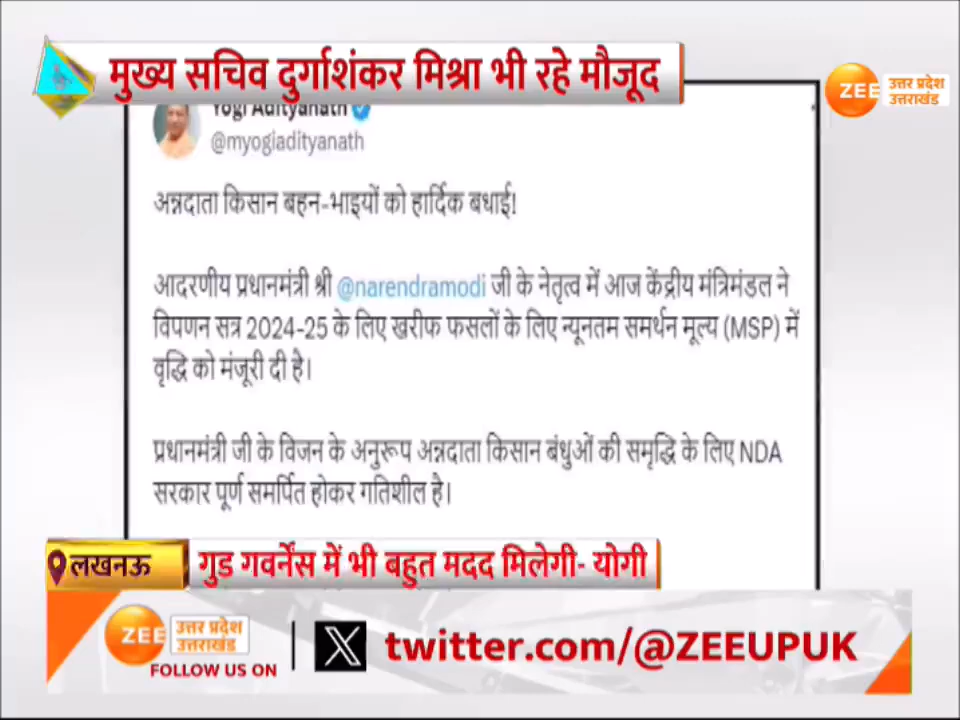 मुख्य सचिव दुर्गाशंकर मिश्रा भी रहे मौजूद
ZEE उत्तर प्रदेश उत्तराखंड
Yogi Adityanath
@myogiadityanath
अन्नदाता किसान बहन-भाइयों को हार्दिक बधाई!
आदरणीय प्रधानमंत्री श्री @narendramodi जी के नेतृत्व में आज केंद्रीय मंत्रिमंडल ने
विपणन सत्र 2024-25 के लिए खरीफ फसलों के लिए न्यूनतम समर्थन मूल्य (MSP) में
वृद्धि को मंजूरी दी है।
प्रधानमंत्री जी के विजन के अनुरूप अन्नदाता किसान बंधुओं की समृद्धि के लिए NDA
सरकार पूर्ण समर्पित होकर गतिशील है।
लखनऊ
गुड गवर्नेंस में भी बहुत मदद मिलेगी- योगी
ZEE उत्तर प्रदेश उत्तराखंड
FOLLOW US ON
X twitter.com/@ZEEUPUK